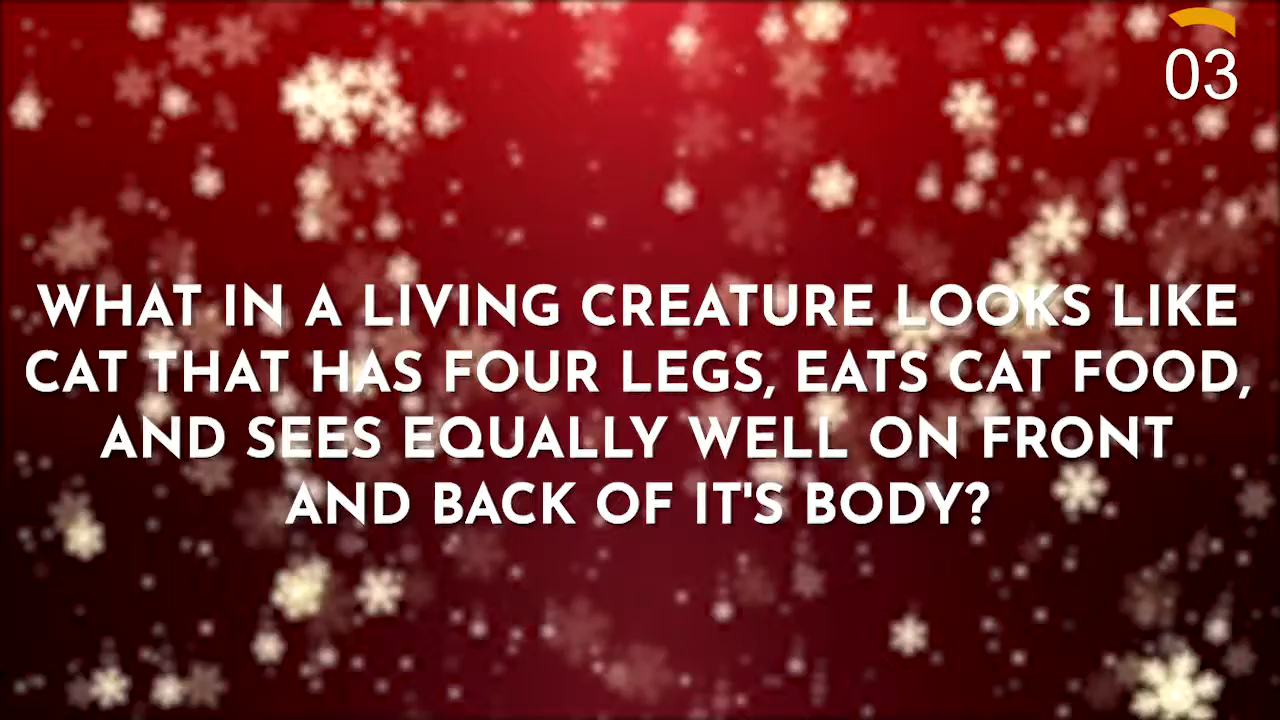 03
WHAT IN A LIVING CREATURE LOOKS LIKE
CAT THAT HAS FOUR LEGS, EATS CAT FOOD,
AND SEES EQUALLY WELL ON FRONT
AND BACK OF IT'S BODY?